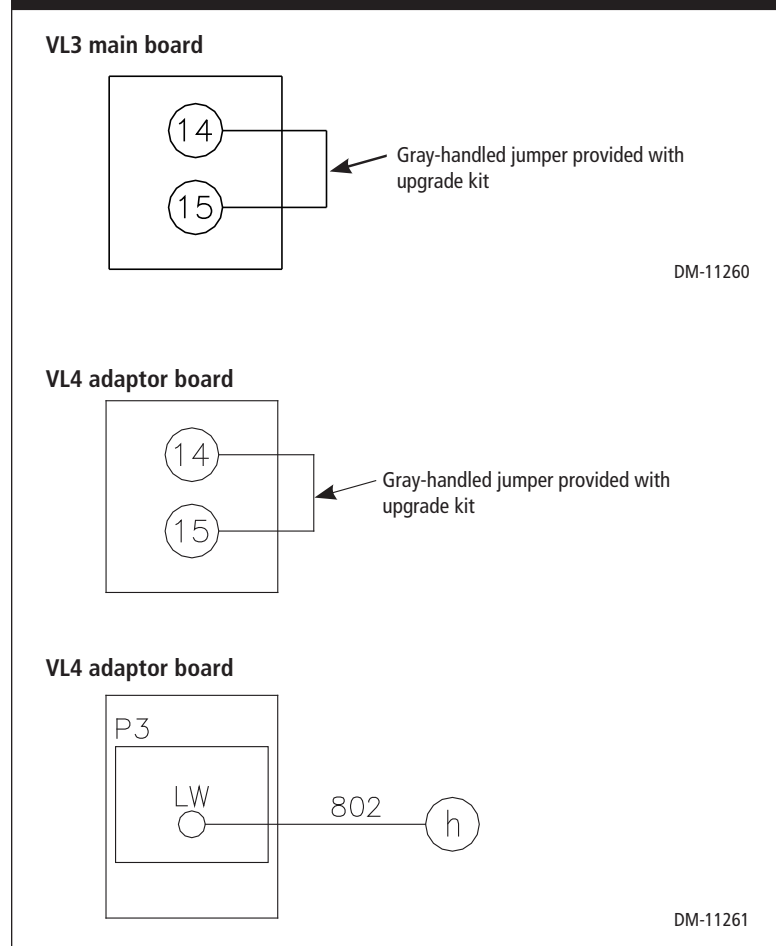 VL3 main board
14
Gray-handled jumper provided with
upgrade kit
15
DM-11260
VL4 adaptor board
14
Gray-handled jumper provided with
upgrade kit
15
VL4 adaptor board
P3
LW
802
h
DM-11261